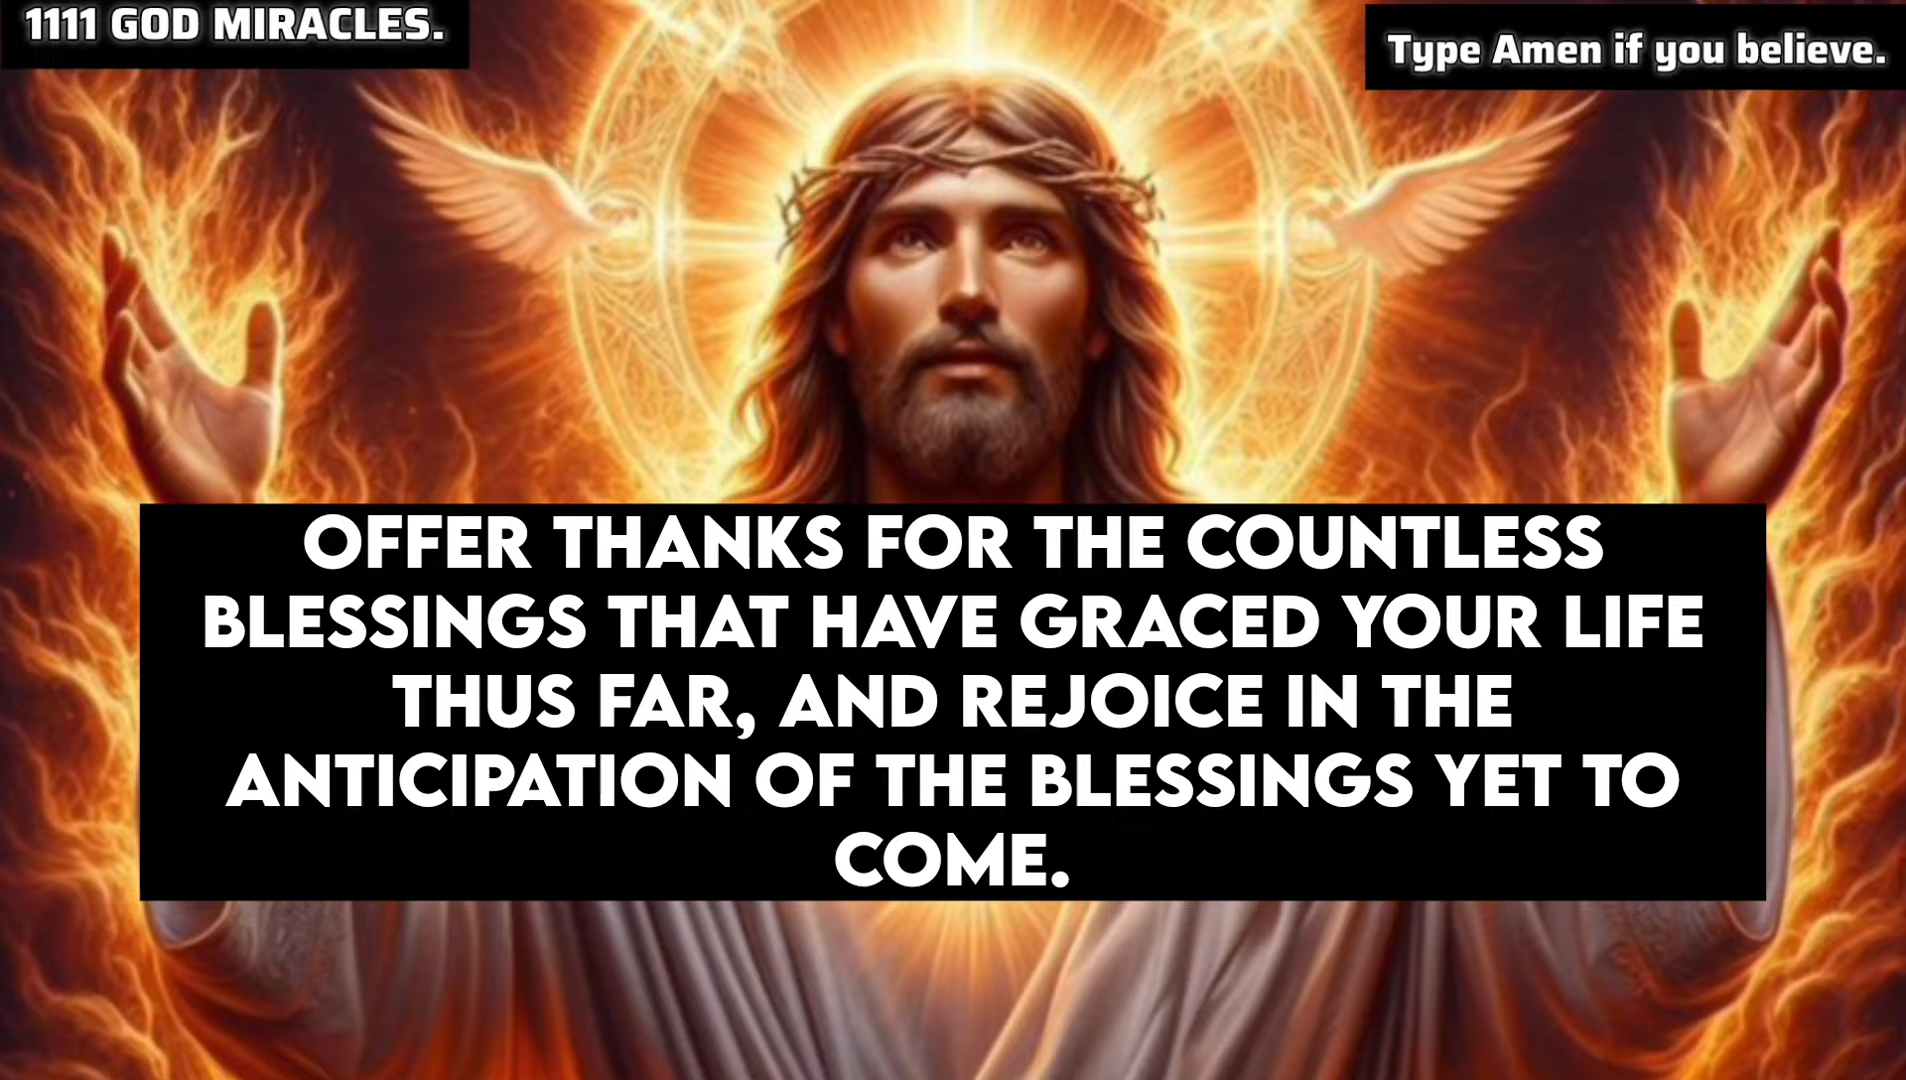 1111 GOD MIRACLES.
Type Amen if you believe.
OFFER THANKS FOR THE COUNTLESS
BLESSINGS THAT HAVE GRACED YOUR LIFE
THUS FAR, AND REJOICE IN THE
ANTICIPATION OF THE BLESSINGS YET TO
COME.